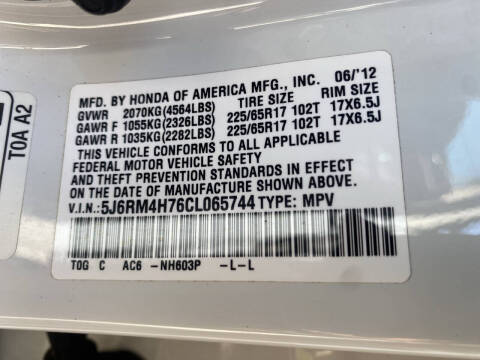 MFD. BY HONDA OF AMERICA MFG., INC. 06/'12
GVWR 2070KG(4564LBS) TIRE SIZE RIM SIZE
GAWR F 1055KG(2326LBS) 225/65R17 102T 17X6.5J
GAWR R 1035KG(2282LBS) 225/65R17 102T 17X6.5J
THIS VEHICLE CONFORMS TO ALL APPLICABLE
FEDERAL MOTOR VEHICLE SAFETY
AND THEFT PREVENTION STANDARDS IN EFFECT
ON THE DATE OF MANUFACTURE SHOWN ABOVE.
V.I.N.: 5J6RM4H76CL065744 TYPE: MPV
TOG C AC6 -NH603P -L-L
T0A A2